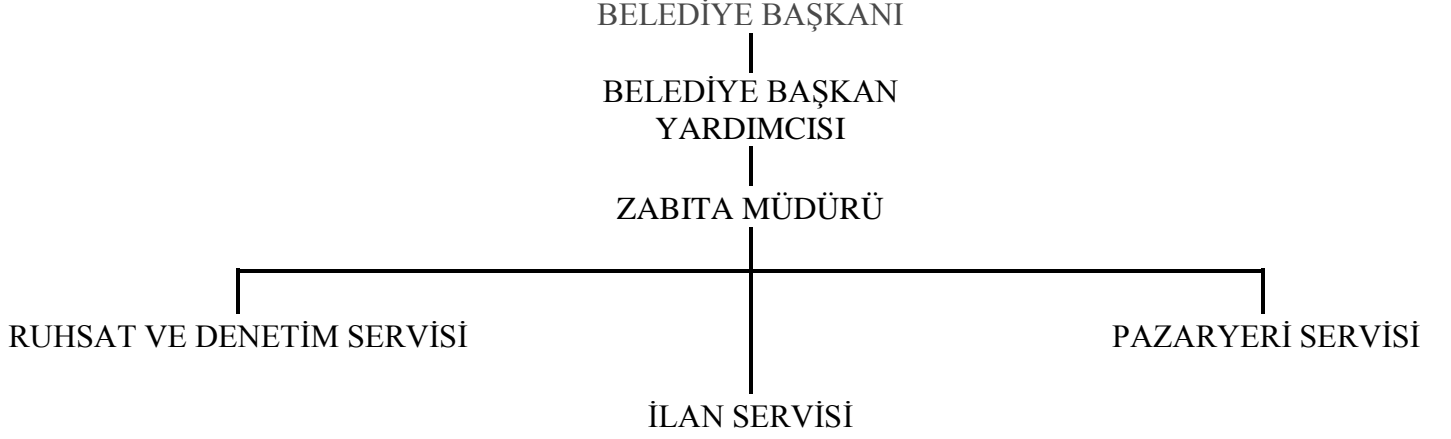 BELEDİYE BAŞKANI
BELEDİYE BAŞKAN
YARDIMCISI
ZABITA MÜDÜRÜ
RUHSAT VE DENETİM SERVİSİ
PAZARYERİ SERVİSİ
İLAN SERVİSİ